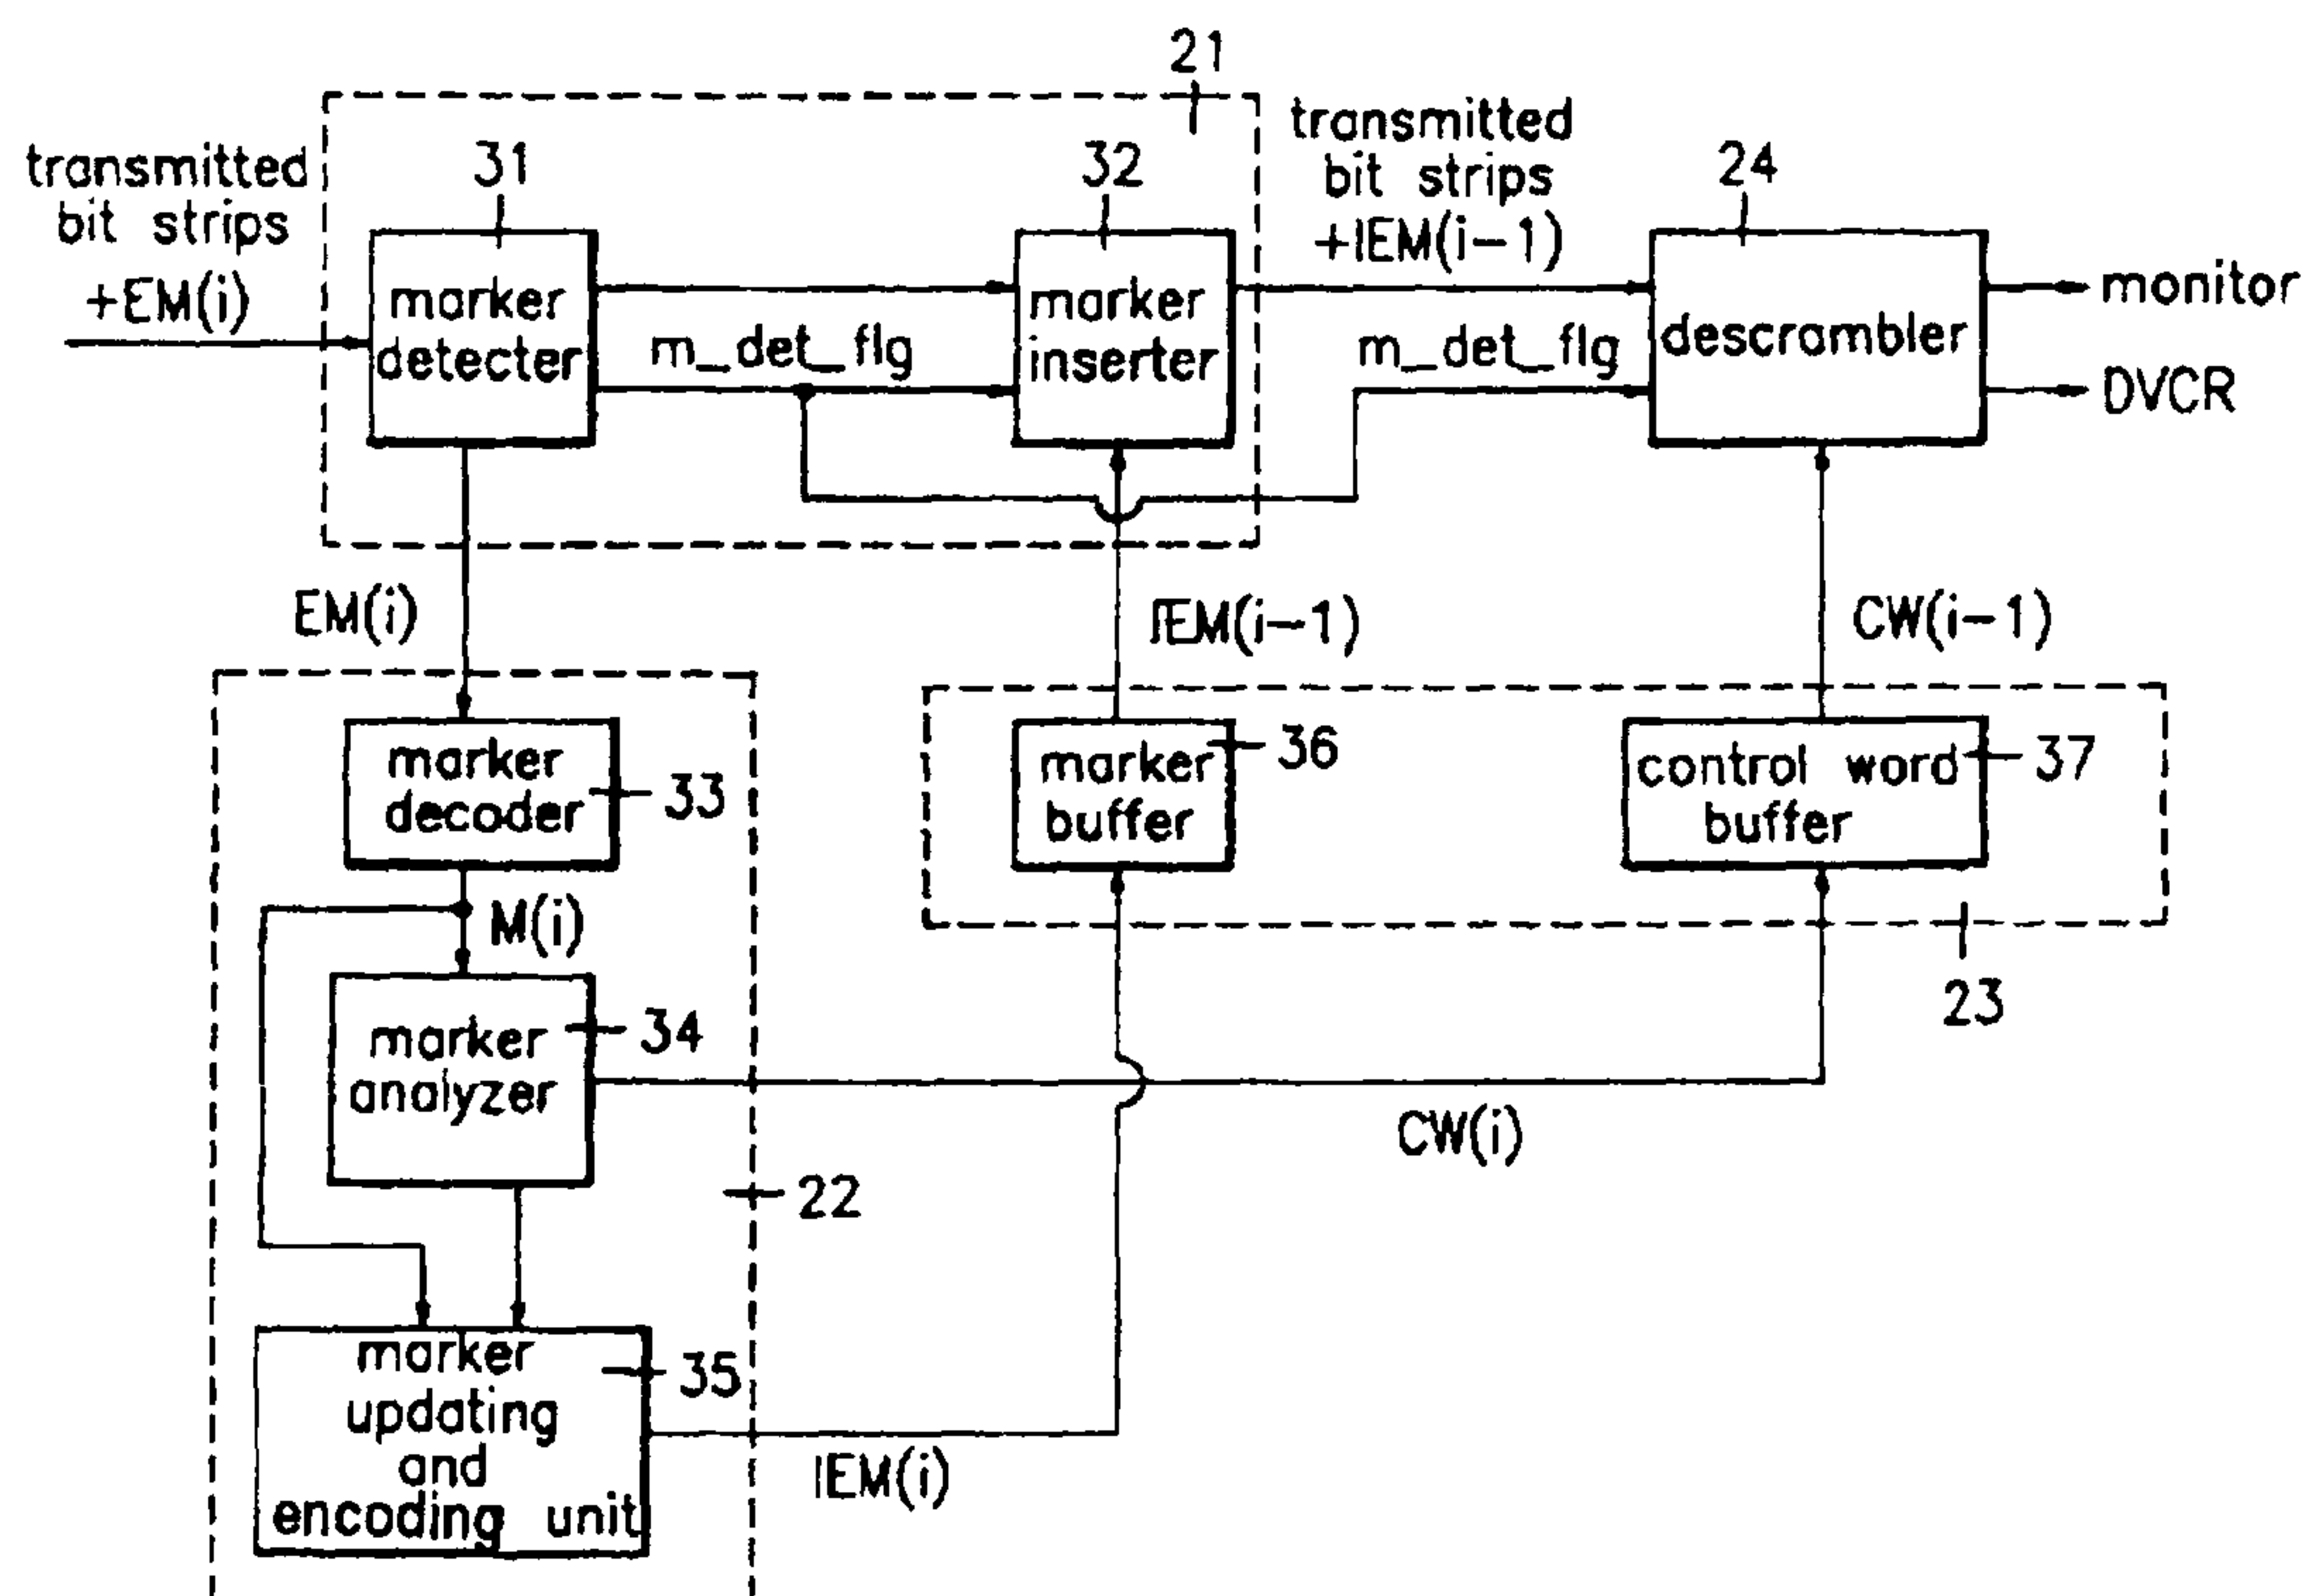 21
transmitted
bit strips
+EM(i)
31
32
transmitted
bit strips
+IEM(i-1)
24
marker
detecter
m_det_flg
marker
inserter
m_det_flg
descrambler
monitor
DVCR
EM(i)
IEM(i-1)
CW(i-1)
marker
decoder
33
marker
buffer
36
control word
buffer
37
M(i)
23
marker
analyzer
34
CW(i)
22
marker
updating
and
encoding unit
35
IEM(i)